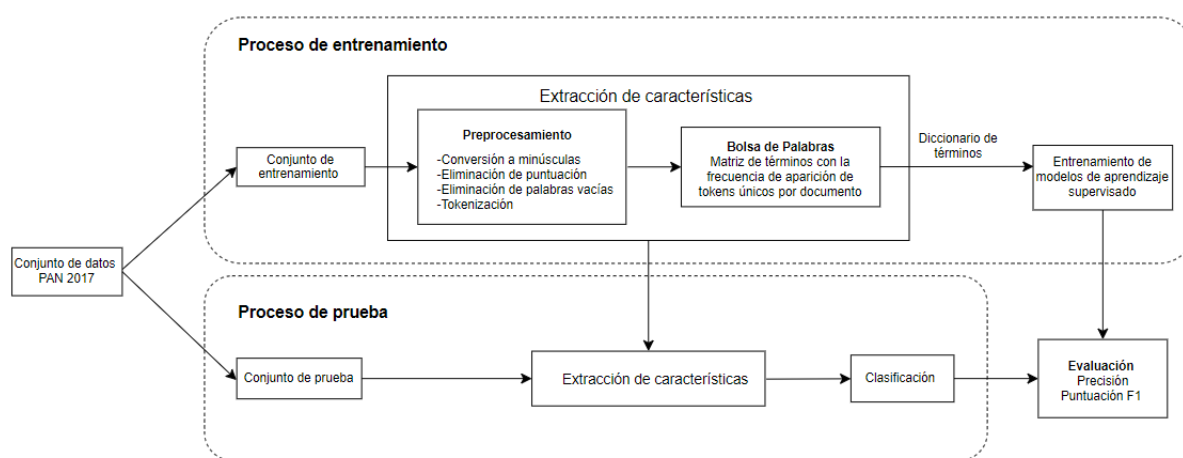 Proceso de entrenamiento
Extracción de características
Preprocesamiento
-Conversión a minúsculas
-Eliminación de puntuación
-Eliminación de palabras vacías
-Tokenización
Bolsa de Palabras
Matriz de términos con la
frecuencia de aparición de
tokens únicos por documento
Diccionario de
términos
Conjunto de
entrenamiento
Entrenamiento de
modelos de aprendizaje
supervisado
Conjunto de datos
PAN 2017
Proceso de prueba
Conjunto de prueba
Extracción de características
Clasificación
Evaluación
Precisión
Puntuación F1